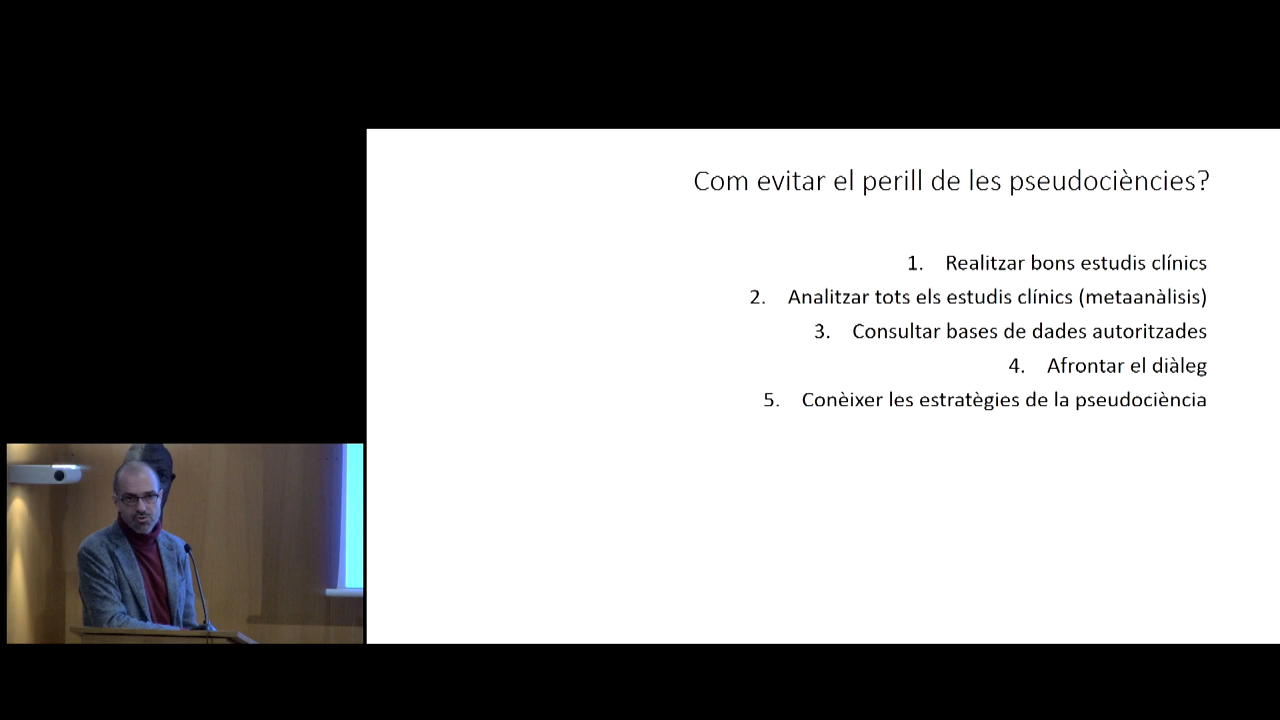 Com evitar el perill de les pseudociències?
1. Realitzar bons estudis clínics
2. Analitzar tots els estudis clínics (metaanàlisis)
3. Consultar bases de dades autoritzades
4. Afrontar el diàleg
5. Conèixer les estratègies de la pseudociència